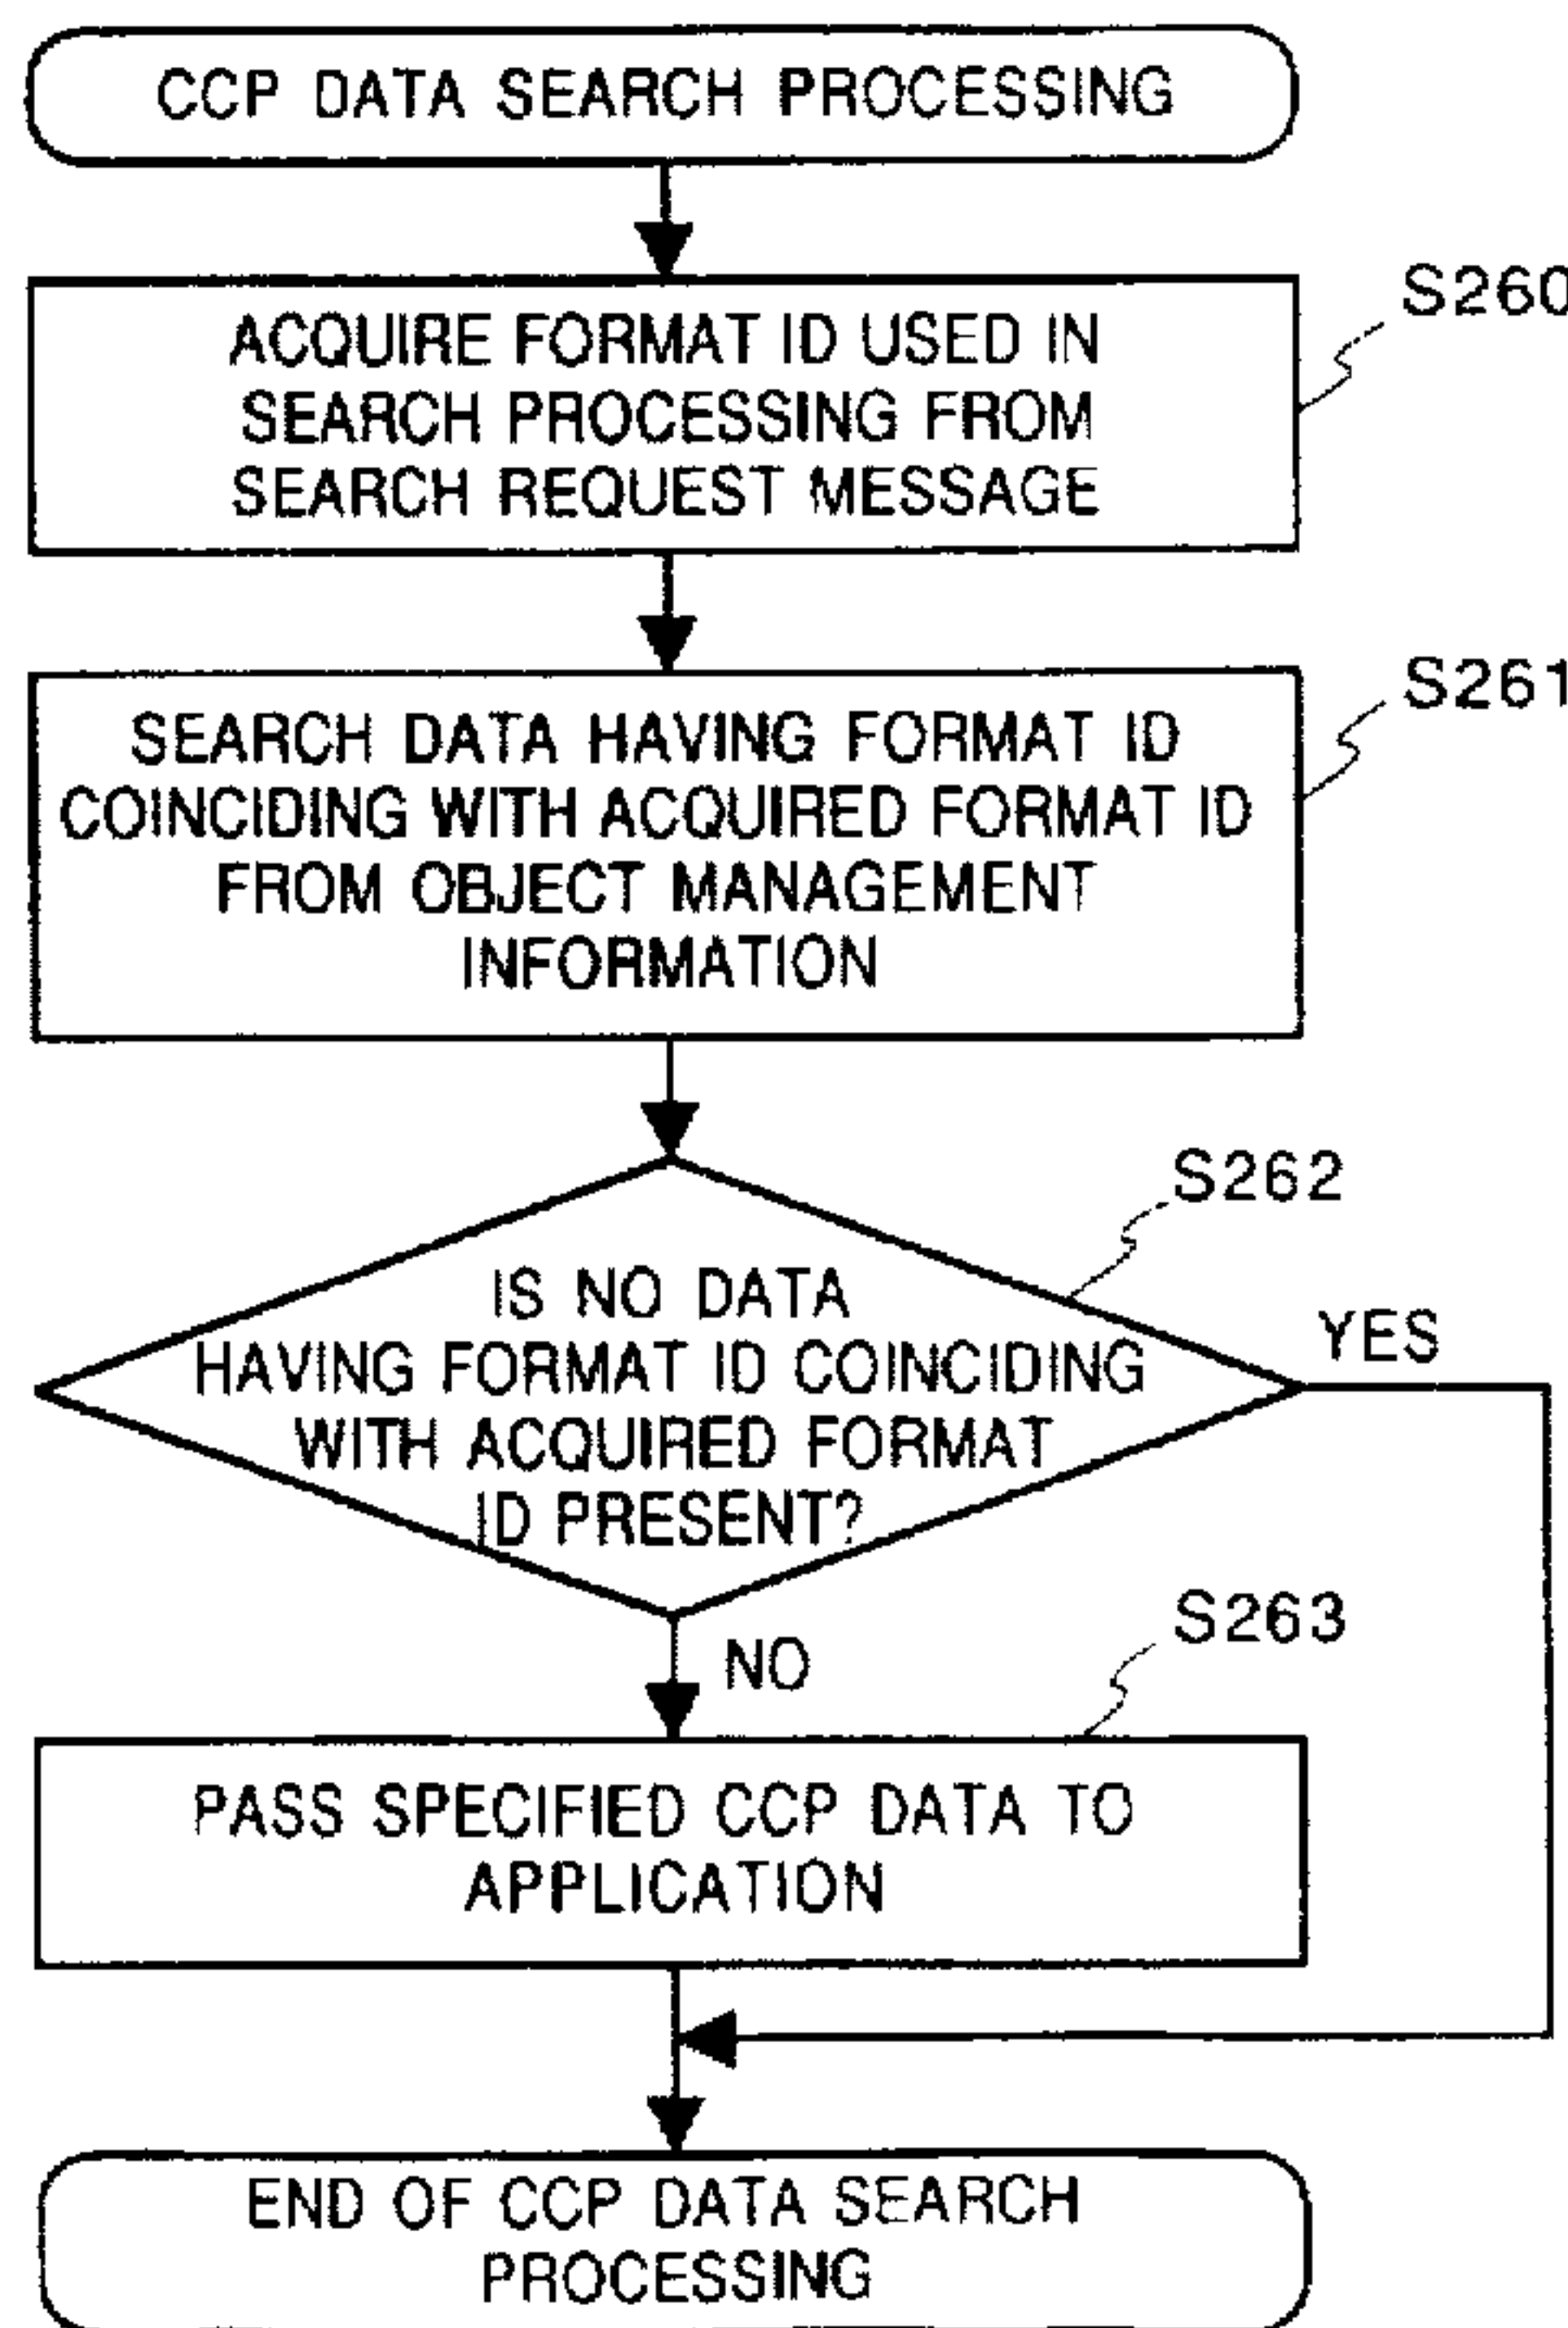 CCP DATA SEARCH PROCESSING
S260
ACQUIRE FORMAT ID USED IN
SEARCH PROCESSING FROM
SEARCH REQUEST MESSAGE
S261
SEARCH DATA HAVING FORMAT ID
COINCIDING WITH ACQUIRED FORMAT ID
FROM OBJECT MANAGEMENT
INFORMATION
S262
IS NO DATA
HAVING FORMAT ID COINCIDING
WITH ACQUIRED FORMAT
ID PRESENT?
YES
NO
S263
PASS SPECIFIED CCP DATA TO
APPLICATION
END OF CCP DATA SEARCH
PROCESSING